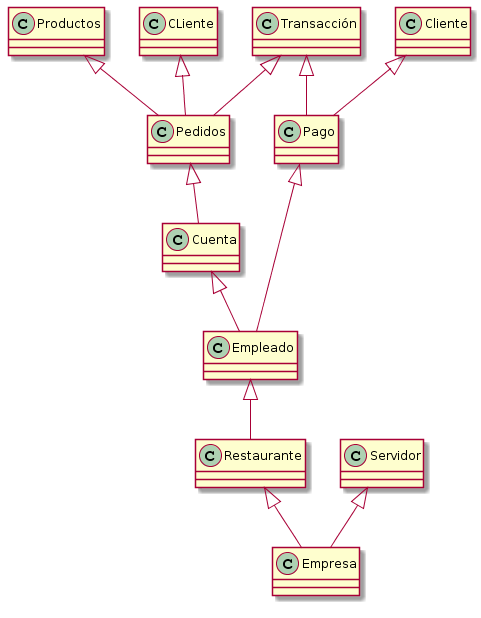 C Productos
C CLiente
C Transacción
C Cliente
C Pedidos
C Pago
C Cuenta
C Empleado
C Restaurante
C Servidor
C Empresa